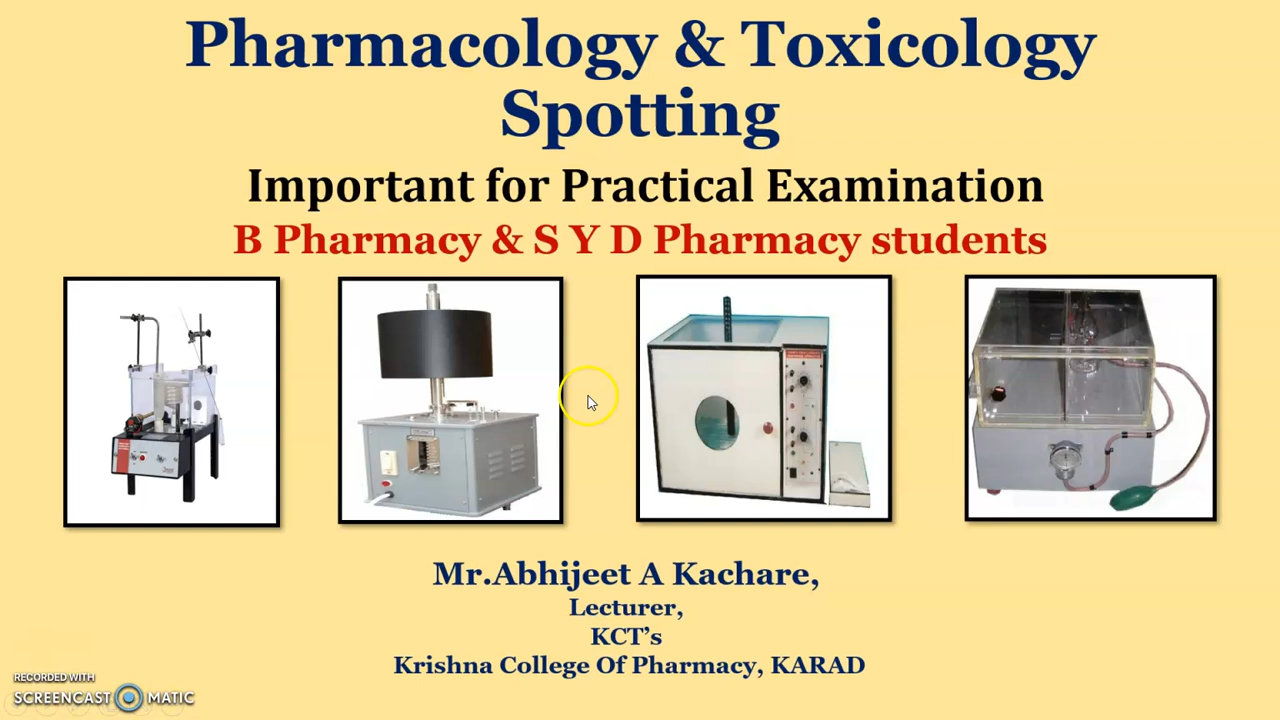 Pharmacology & Toxicology
Spotting
Important for Practical Examination
B Pharmacy & S Y D Pharmacy students
Mr.Abhijeet A Kachare,
Lecturer,
KCT's
Krishna College Of Pharmacy, KARAD
RECORDED WITH
SCREENCAST MATIC